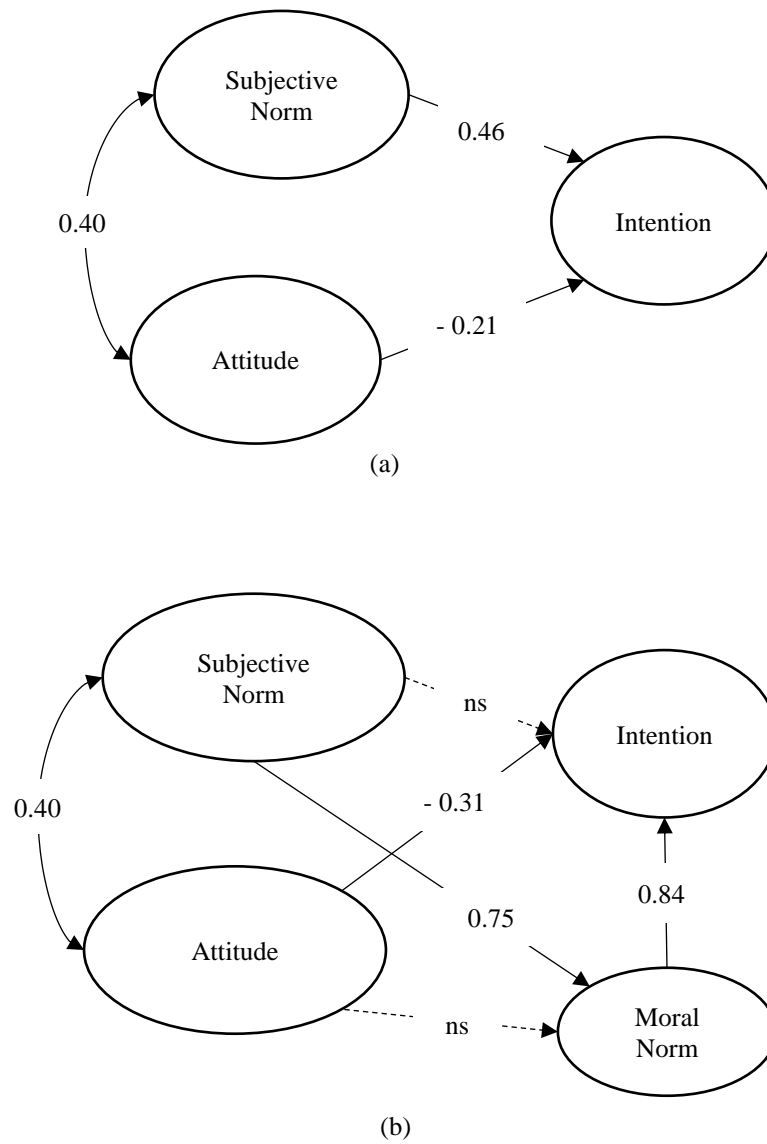 Subjective
Norm
0.46
Intention
0.40
- 0.21
Attitude
(a)
Subjective
Norm
ns
Intention
0.40
- 0.31
0.75
0.84
Attitude
ns
Moral
Norm
(b)